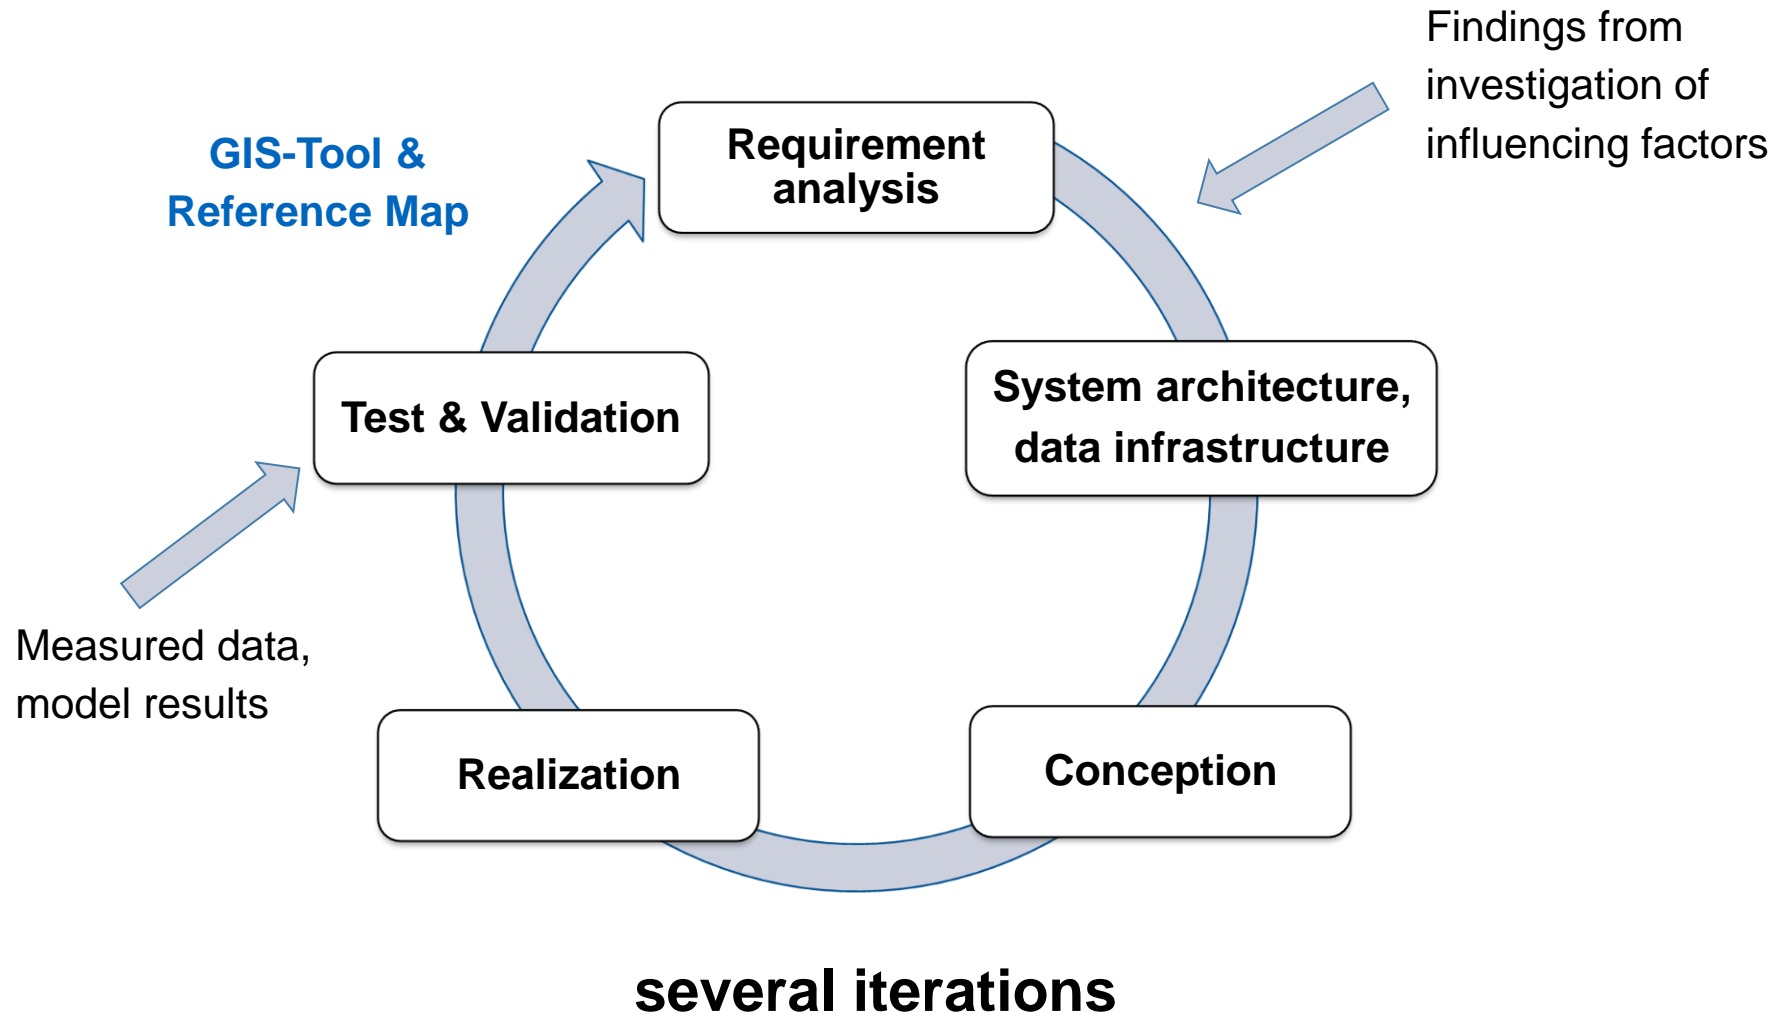 Findings from
investigation of
influencing factors
GIS-Tool &
Reference Map
Requirement
analysis
System architecture,
data infrastructure
Test & Validation
Measured data,
model results
Realization
Conception
several iterations